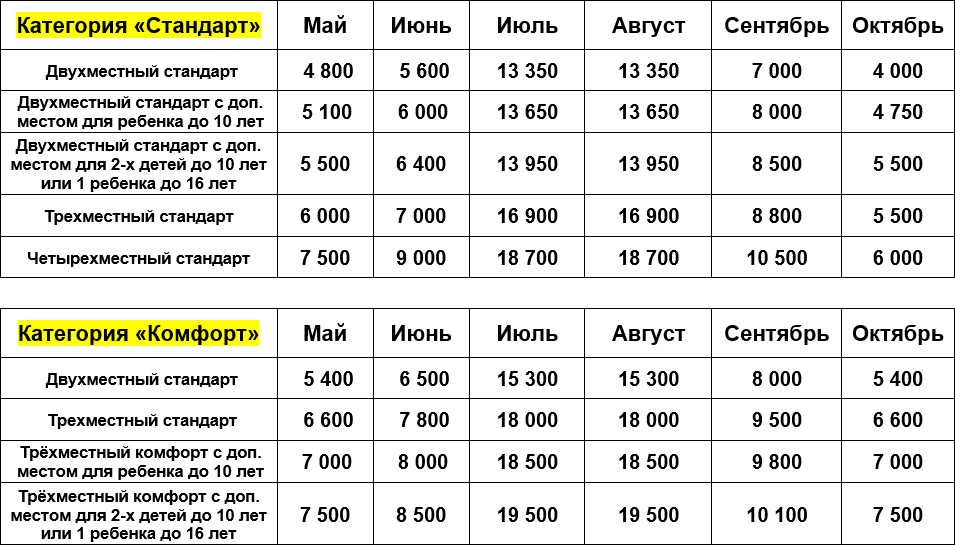 Категория «Стандарт» Май Июнь Июль Август Сентябрь Октябрь
Двухместный стандарт 4 800 5 600 13 350 13 350 7 000 4 000
Двухместный стандарт с доп.
местом для ребенка до 10 лет 5 100 6 000 13 650 13 650 8 000 4 750
Двухместный стандарт с доп.
местом для 2-х детей до 10 лет 5 500 6 400 13 950 13 950 8 500 5 500
или 1 ребенка до 16 лет
Трехместный стандарт 6 000 7 000 16 900 16 900 8 800 5 500
Четырехместный стандарт 7 500 9 000 18 700 18 700 10 500 6 000
Категория «Комфорт» Май Июнь Июль Август Сентябрь Октябрь
Двухместный стандарт 5 400 6 500 15 300 15 300 8 000 5 400
Трехместный стандарт 6 600 7 800 18 000 18 000 9 500 6 600
Трёхместный комфорт с доп.
местом для ребенка до 10 лет 7 000 8 000 18 500 18 500 9 800 7 000
Трёхместный комфорт с доп.
местом для 2-х детей до 10 лет 7 500 8 500 19 500 19 500 10 100 7 500
или 1 ребенка до 16 лет